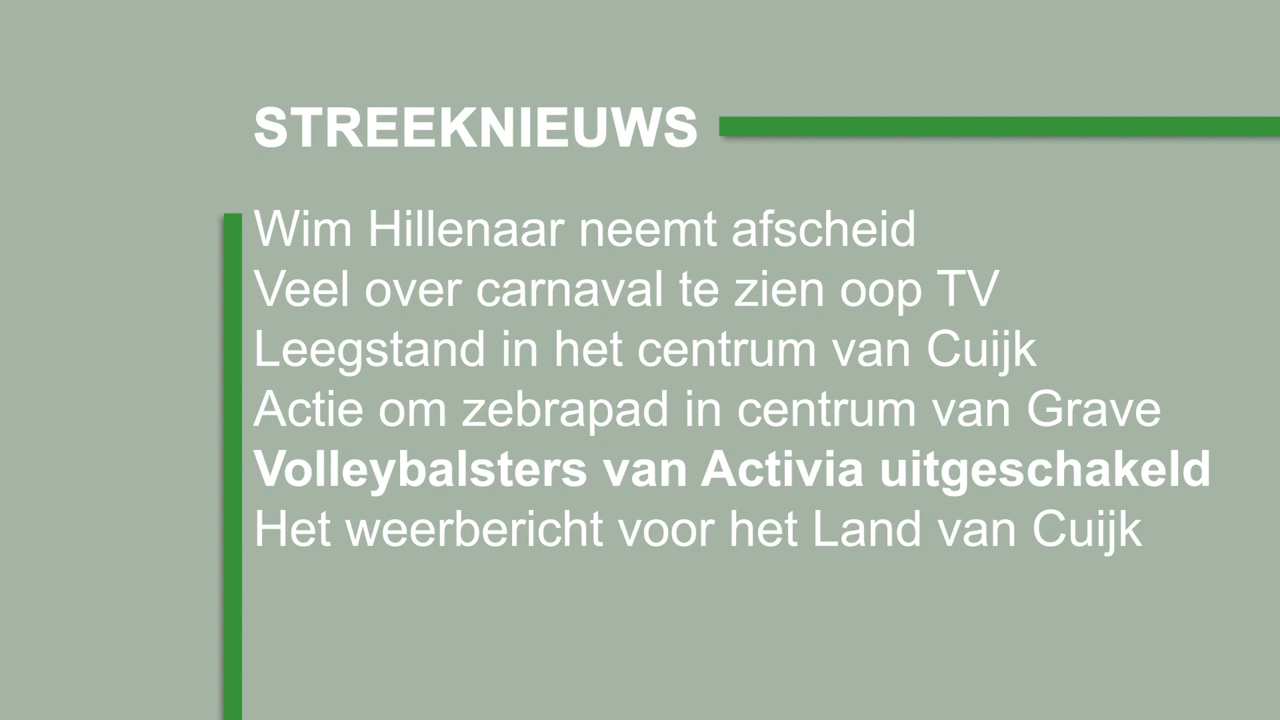 STREEKNIEUWS
Wim Hillenaar neemt afscheid
Veel over carnaval te zien oop TV
Leegstand in het centrum van Cuijk
Actie om zebrapad in centrum van Grave
Volleybalsters van Activia uitgeschakeld
Het weerbericht voor het Land van Cuijk